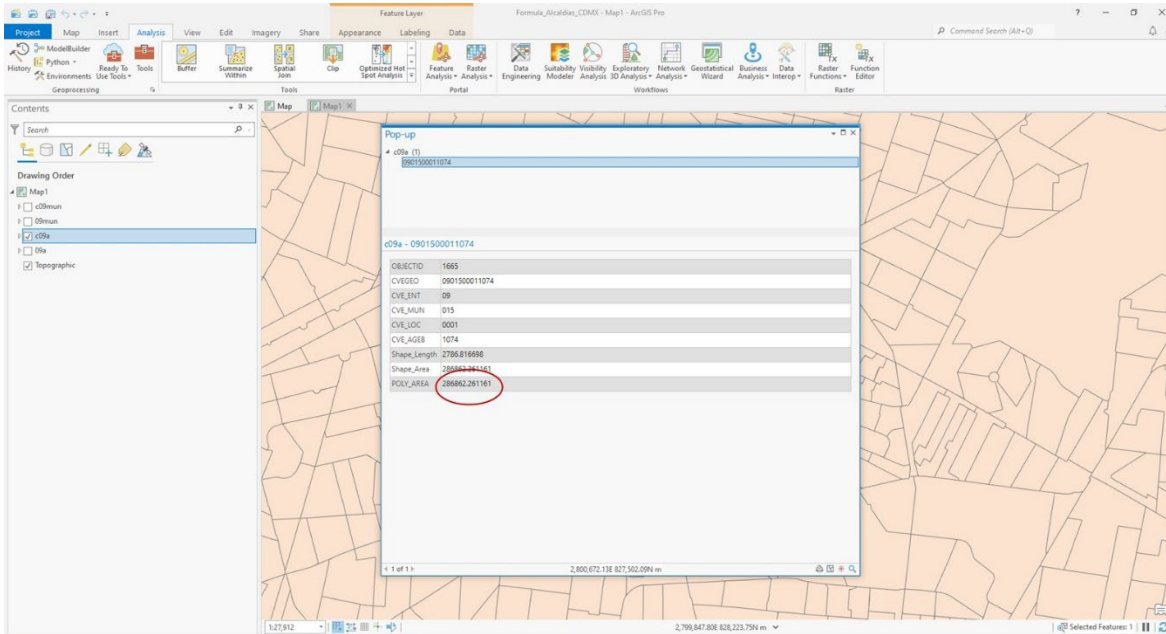 Feature Layer
Formula_Alcaldias_CDMX - Map1 - ArcGIS Pro
Project Map Insert Analysis View Edit Imagery Share Appearance Labeling Data
Command Search (Alt+Q)
History
ModelBuilder
Python
Environments
Ready To Use Tools
Tools
Buffer
Summarize Within
Spatial Join
Clip
Optimized Hot Spot Analysis
Feature Analysis
Raster Analysis
Data Engineering
Suitability Modeler
Visibility Analysis
Exploratory 3D Analysis
Network Analysis
Geostatistical Wizard
Business Analysis
Data Interop
Raster Functions
Function Editor
Geoprocessing
Tools
Portal
Workflows
Raster
Contents
Search
Drawing Order
Map1
c09mun
09mun
c09a
09a
Topographic
Map
Map1
Pop-up
c09a (1)
0901500011074
c09a - 0901500011074
OBJECTID 1665
CVEGEO 0901500011074
CVE_ENT 09
CVE_MUN 015
CVE_LOC 0001
CVE_AGEB 1074
Shape_Length 2786.816698
Shape_Area 286862.261161
POLY_AREA 286862.261161
1 of 1
2,800,672.13E 827,502.09N m
1:27,912
2,799,847.80E 828,223.75N m
Selected Features: 1